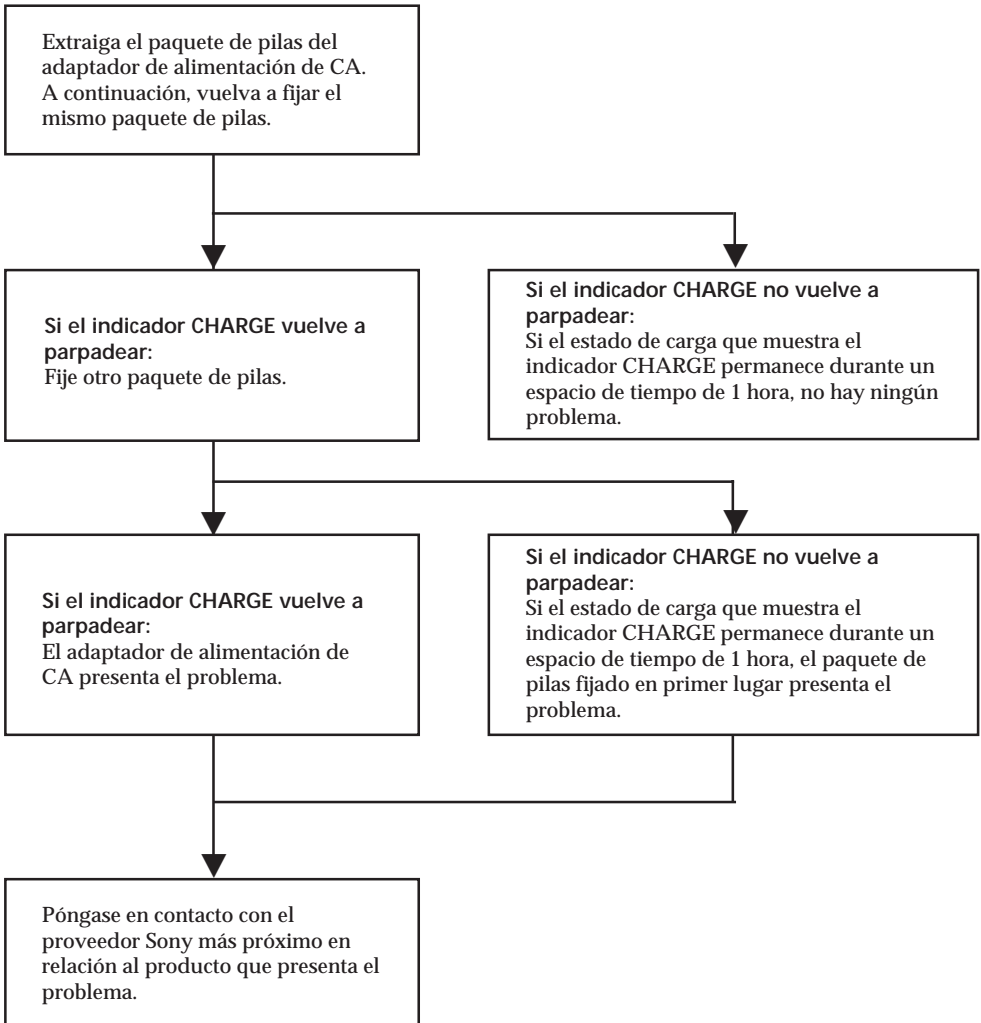 Extraiga el paquete de pilas del
adaptador de alimentación de CA.
A continuación, vuelva a fijar el
mismo paquete de pilas.
Si el indicador CHARGE vuelve a
parpadear:
Fije otro paquete de pilas.
Si el indicador CHARGE no vuelve a
parpadear:
Si el estado de carga que muestra el
indicador CHARGE permanece durante un
espacio de tiempo de 1 hora, no hay ningún
problema.
Si el indicador CHARGE vuelve a
parpadear:
El adaptador de alimentación de
CA presenta el problema.
Si el indicador CHARGE no vuelve a
parpadear:
Si el estado de carga que muestra el
indicador CHARGE permanece durante un
espacio de tiempo de 1 hora, el paquete de
pilas fijado en primer lugar presenta el
problema.
Póngase en contacto con el
proveedor Sony más próximo en
relación al producto que presenta el
problema.